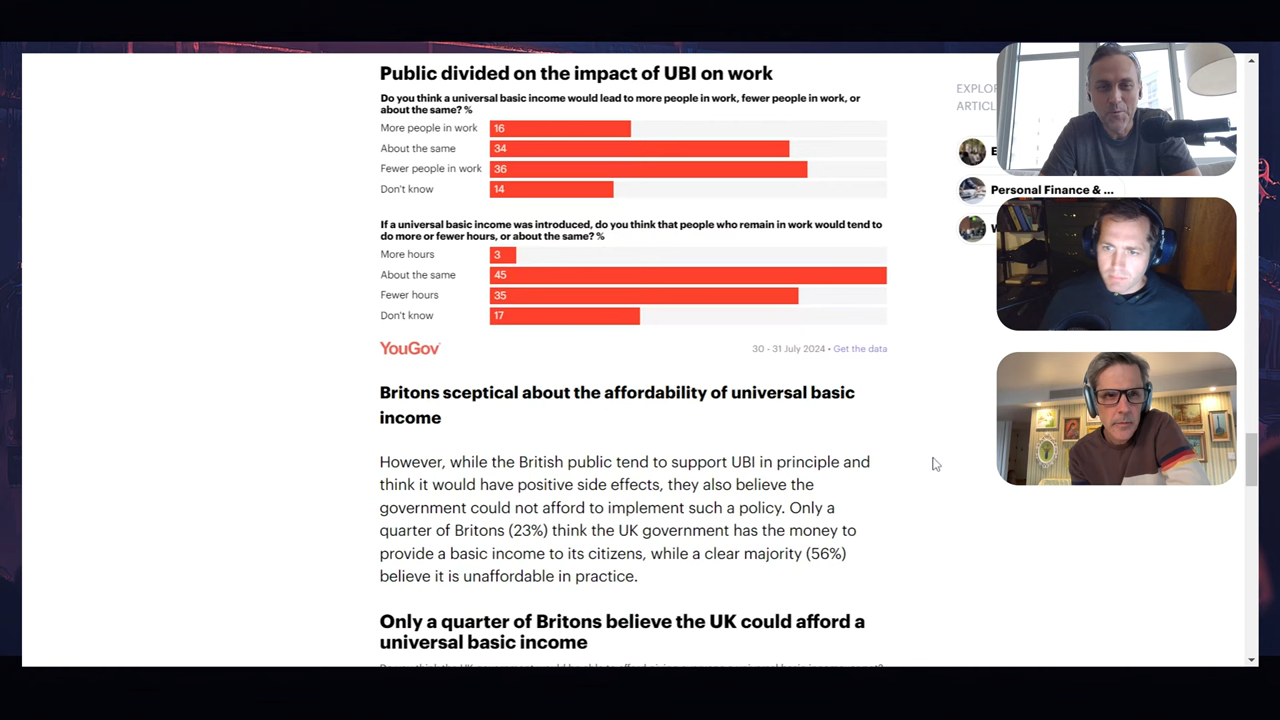 Public divided on the impact of UBI on work
Do you think a universal basic income would lead to more people in work, fewer people in work, or
about the same? %
More people in work 16
About the same 34
Fewer people in work 36
Don't know 14
If a universal basic income was introduced, do you think that people who remain in work would tend to
do more or fewer hours, or about the same? %
More hours 3
About the same 45
Fewer hours 35
Don't know 17
YouGov 30 - 31 July 2024 • Get the data
Britons sceptical about the affordability of universal basic
income
However, while the British public tend to support UBI in principle and
think it would have positive side effects, they also believe the
government could not afford to implement such a policy. Only a
quarter of Britons (23%) think the UK government has the money to
provide a basic income to its citizens, while a clear majority (56%)
believe it is unaffordable in practice.
Only a quarter of Britons believe the UK could afford a
universal basic income
EXPLOR
ARTIC
E
Personal Finance & ...